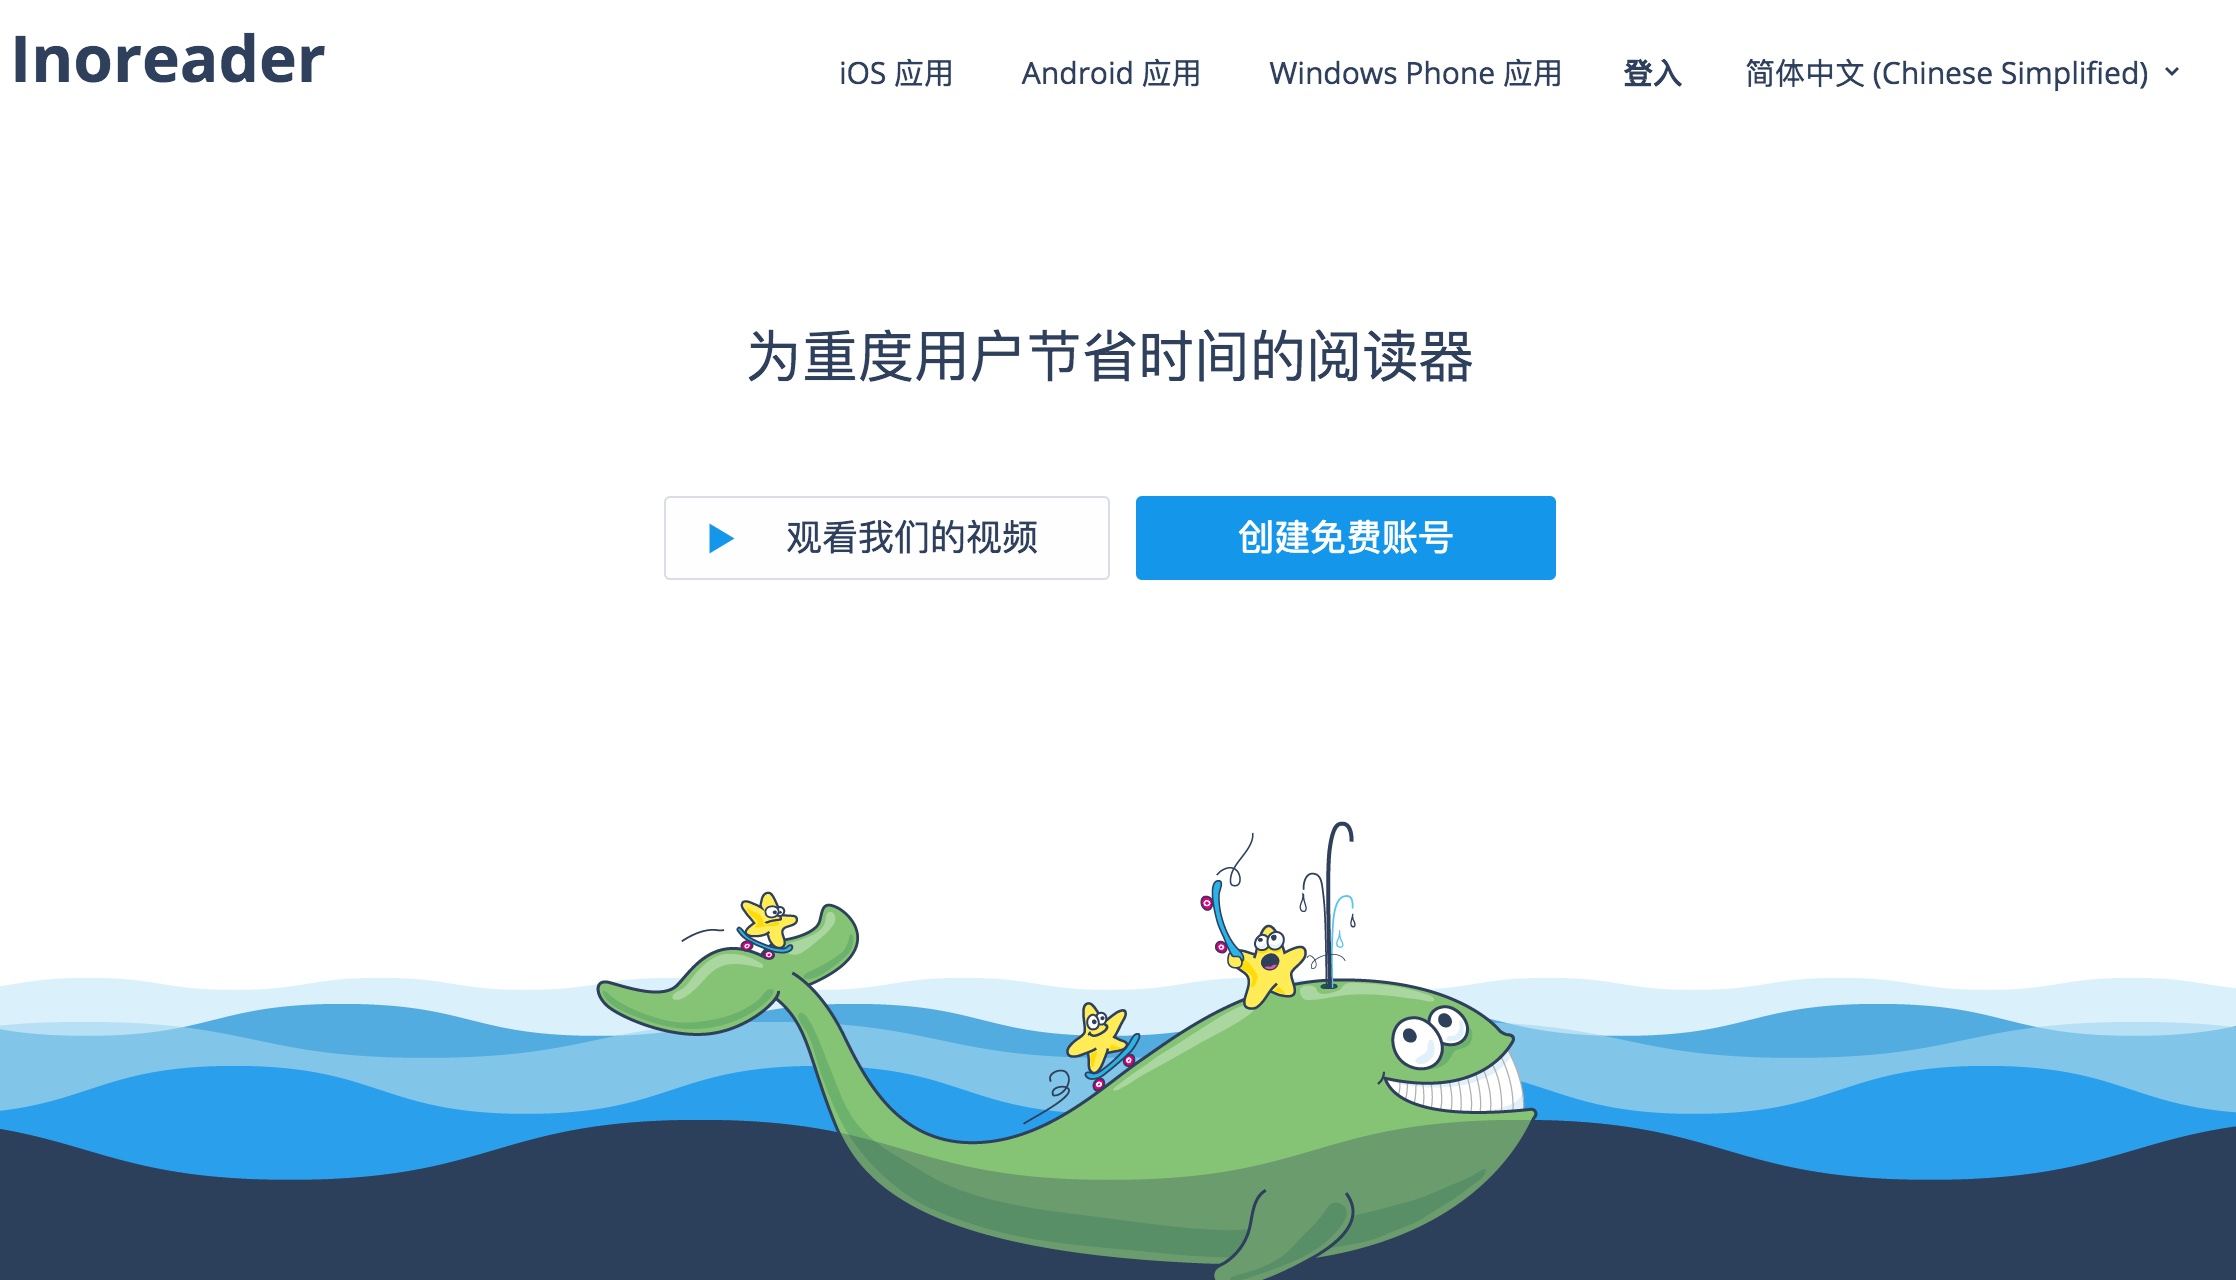 Inoreader
iOS 应用 Android 应用 Windows Phone 应用 登入 简体中文 (Chinese Simplified)
为重度用户节省时间的阅读器
观看我们的视频 创建免费账号